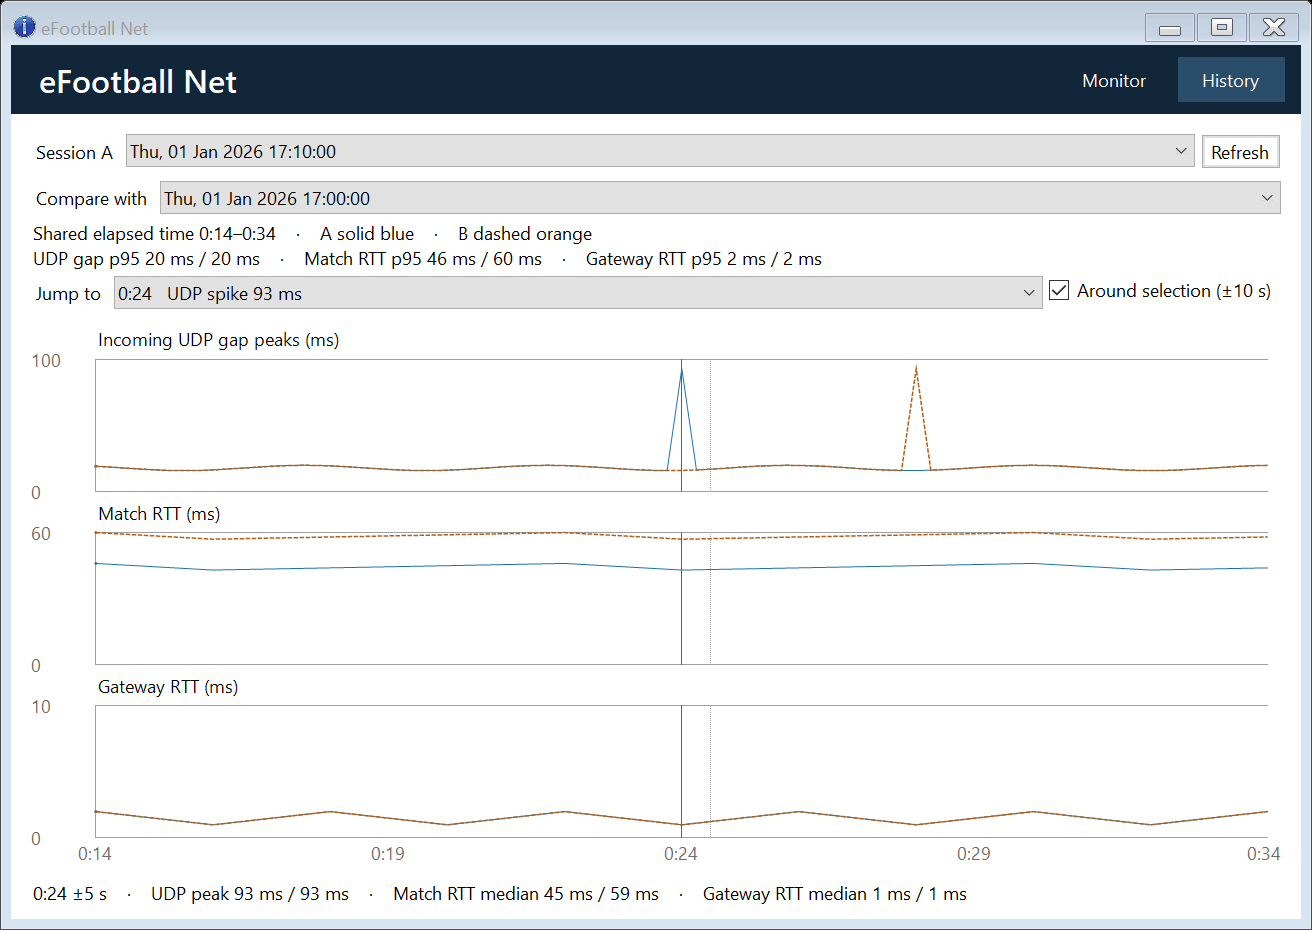 eFootball Net
eFootball Net
Monitor
History
Session A
Thu, 01 Jan 2026 17:10:00
Refresh
Compare with
Thu, 01 Jan 2026 17:00:00
Shared elapsed time 0:14–0:34 · A solid blue · B dashed orange
UDP gap p95 20 ms / 20 ms · Match RTT p95 46 ms / 60 ms · Gateway RTT p95 2 ms / 2 ms
Jump to
0:24 UDP spike 93 ms
Around selection (±10 s)
Incoming UDP gap peaks (ms)
100
0
Match RTT (ms)
60
0
Gateway RTT (ms)
10
0
0:14 0:19 0:24 0:29 0:34
0:24 ±5 s · UDP peak 93 ms / 93 ms · Match RTT median 45 ms / 59 ms · Gateway RTT median 1 ms / 1 ms